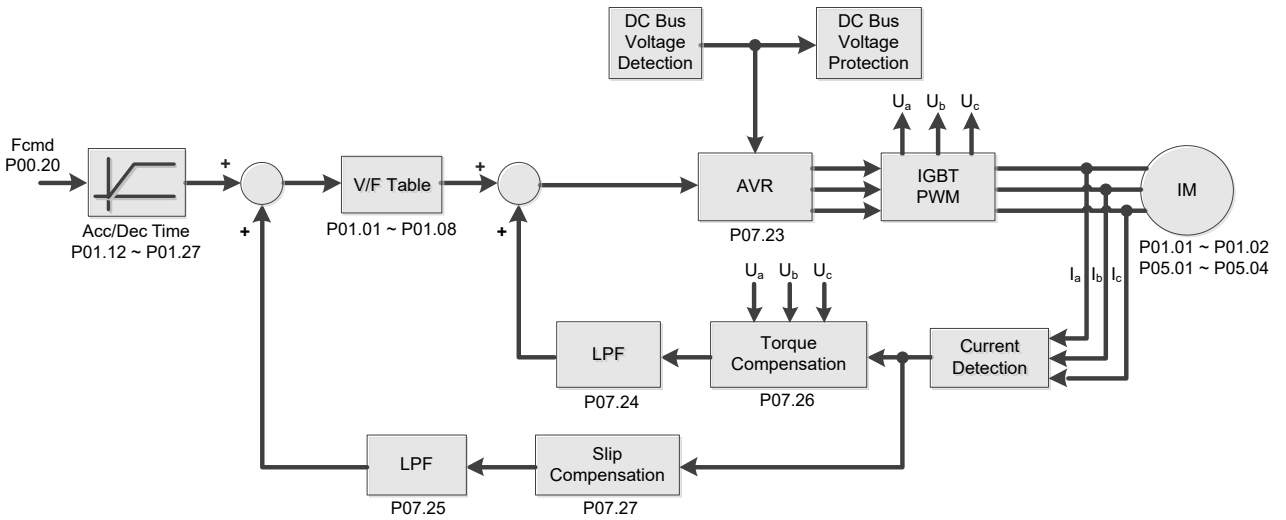 DC Bus
Voltage
Detection
DC Bus
Voltage
Protection
Ua
Ub
Uc
Fcmd
P00.20
+
+
V/F Table
AVR
IGBT
PWM
IM
Acc/Dec Time
P01.12 ~ P01.27
+
P01.01 ~ P01.08
+
P07.23
P01.01 ~ P01.02
P05.01 ~ P05.04
Ua
Ub
Uc
Ia
Ib
Ic
LPF
Torque
Compensation
Current
Detection
P07.24
P07.26
LPF
Slip
Compensation
P07.25
P07.27